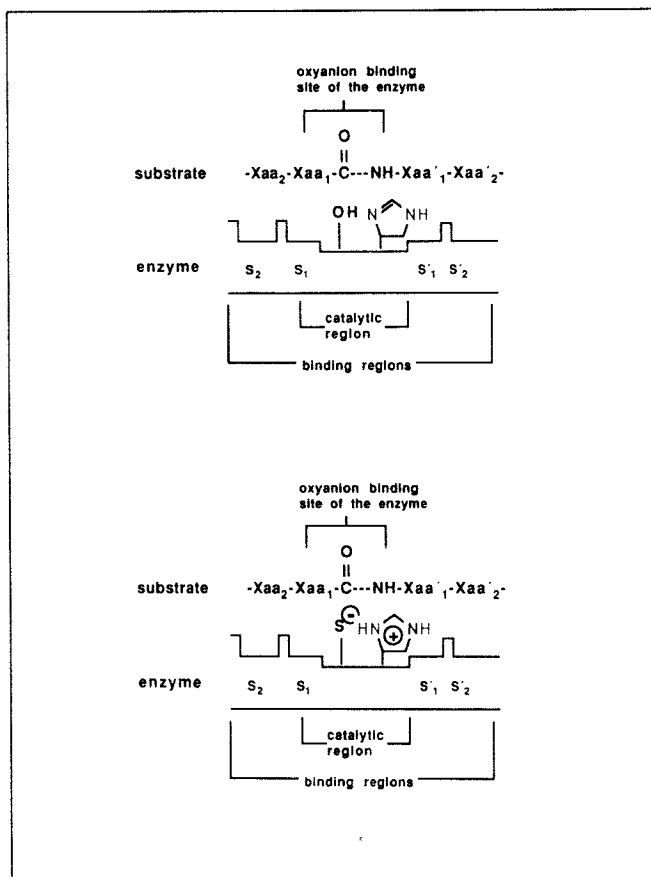 oxyanion binding
site of the enzyme
O
substrate -Xaa₂-Xaa₁-C---NH-Xaa´₁-Xaa´₂-
OH N NH
enzyme S₂ S₁ S´₁ S´₂
catalytic
region
binding regions
oxyanion binding
site of the enzyme
O
substrate -Xaa₂-Xaa₁-C---NH-Xaa´₁-Xaa´₂-
S⊖ HN ⊕ NH
enzyme S₂ S₁ S´₁ S´₂
catalytic
region
binding regions